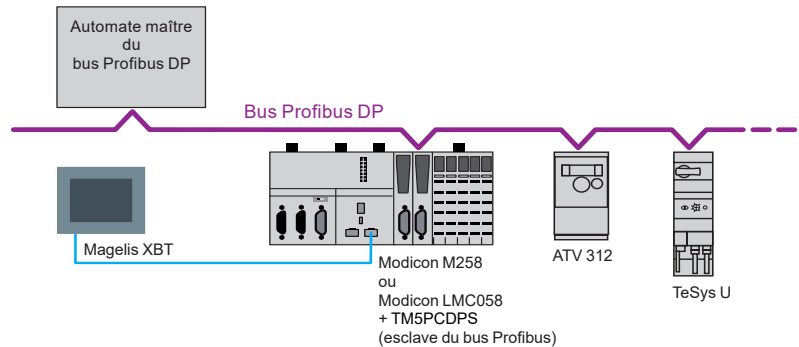 Automate maître
du
bus Profibus DP
Bus Profibus DP
Magelis XBT
Modicon M258
ou
Modicon LMC058
+ TM5PCDPS
(esclave du bus Profibus)
ATV 312
TeSys U